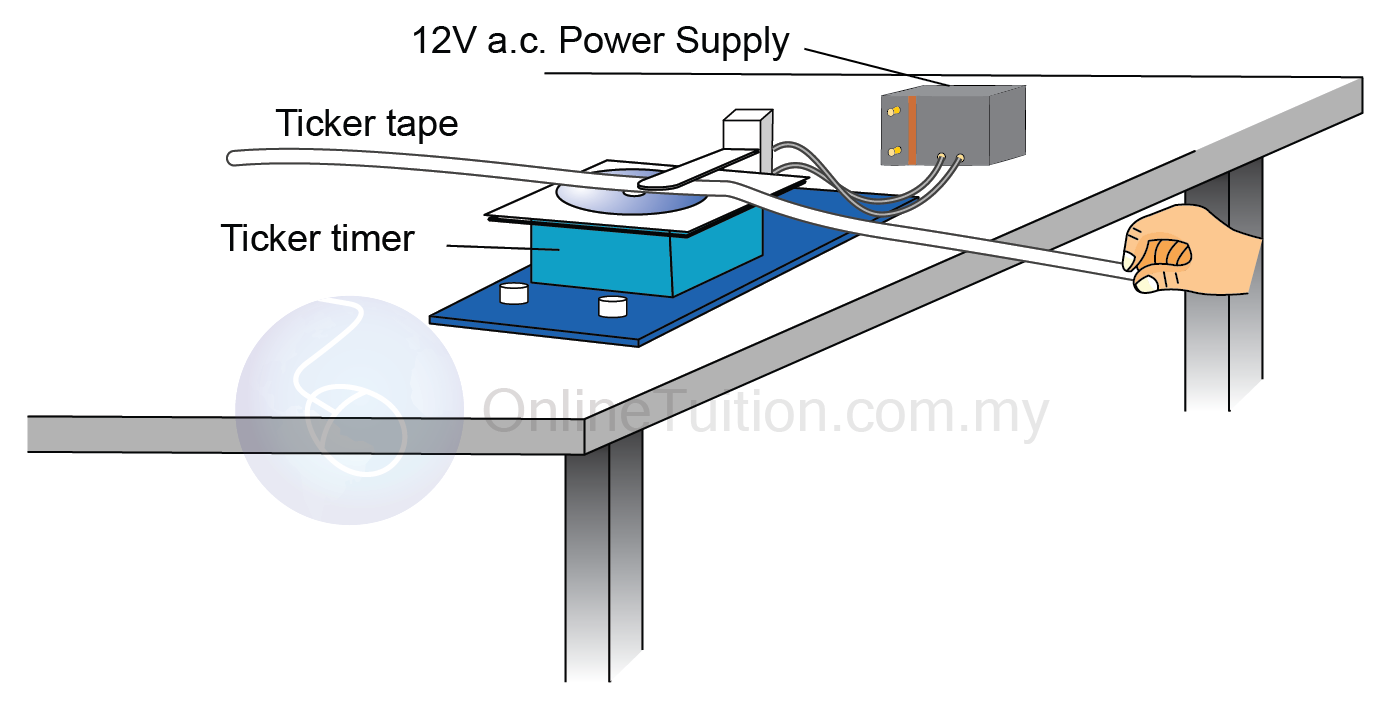 12V a.c. Power Supply
Ticker tape
Ticker timer
OnlineTuition.com.my